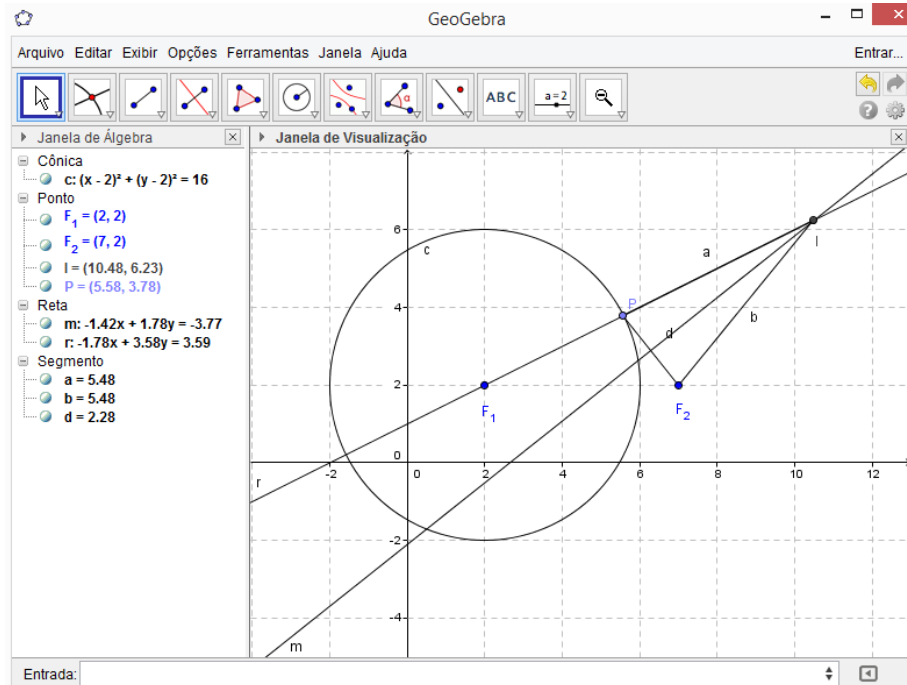 GeoGebra
Arquivo Editar Exibir Opções Ferramentas Janela Ajuda Entrar...
ABC a=2
Janela de Álgebra
Cônica
c: (x - 2)² + (y - 2)² = 16
Ponto
F₁ = (2, 2)
F₂ = (7, 2)
I = (10.48, 6.23)
P = (5.58, 3.78)
Reta
m: -1.42x + 1.78y = -3.77
r: -1.78x + 3.58y = 3.59
Segmento
a = 5.48
b = 5.48
d = 2.28
Janela de Visualização
6
c
a
I
4
P
b
d
2
F₁
F₂
0
-2 0 2 4 6 8 10 12
r
-2
-4
m
Entrada: